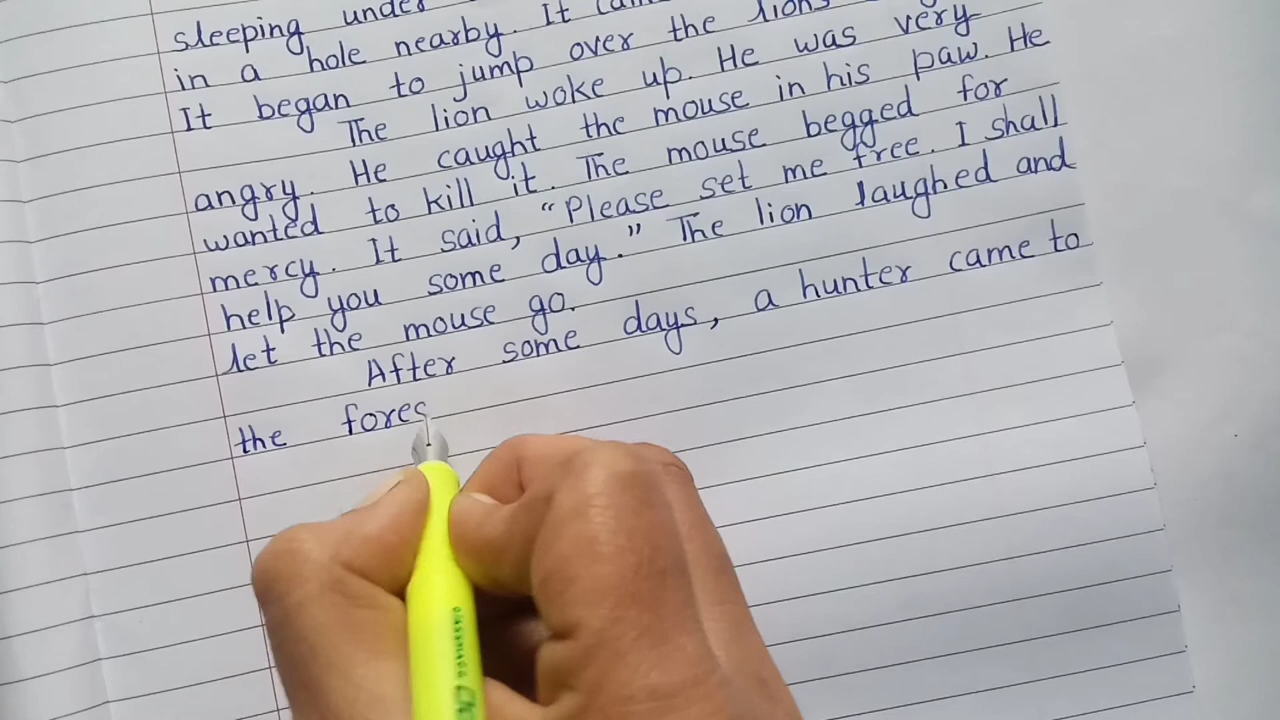 sleeping under
in a hole nearby. It
It began to jump over the lions
The lion woke up. He was very
angry. He caught the mouse in his paw. He
wanted to kill it. The mouse begged for
mercy. It said, “Please set me free. I shall
help you some day.” The lion laughed and
let the mouse go.
After some days, a hunter came to
the fores